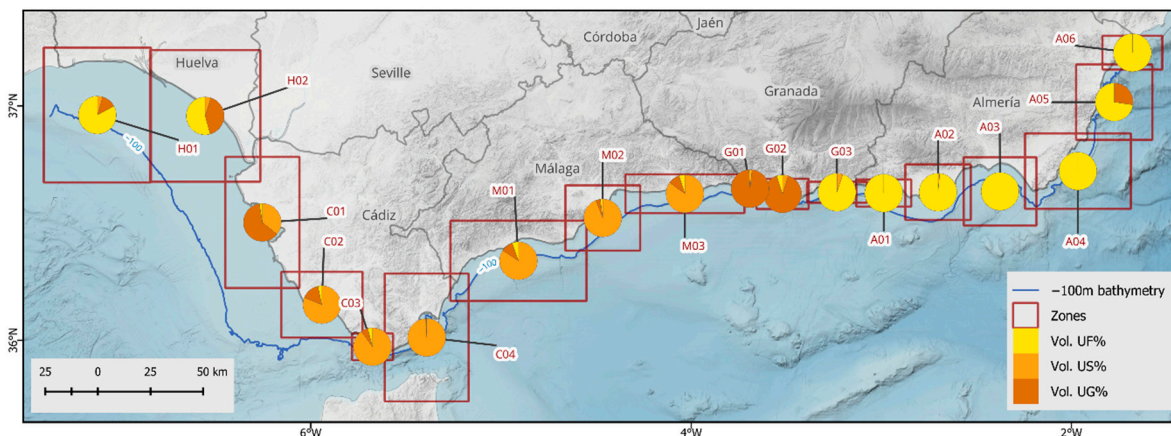 Jaén
Córdoba
A06
Huelva
Seville
H02
Granada
Almería
A05
37°N
-100
H01
G01
G02
G03
A02
A03
Málaga
M02
M01
C01
Cádiz
M03
A01
A04
C02
-100
C03
C04
36°N
-100m bathymetry
Zones
Vol. UF%
Vol. US%
Vol. UG%
25 0 25 50 km
6°W
4°W
2°W